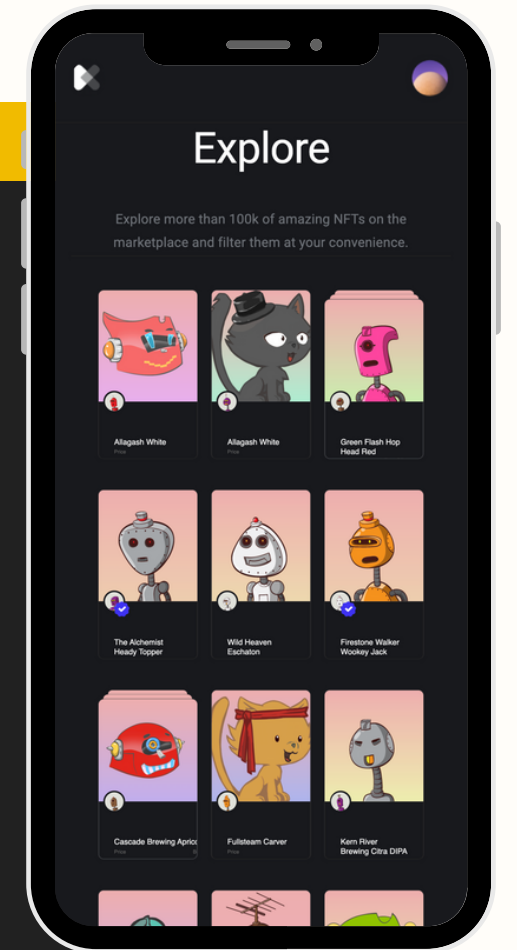 Explore
Explore more than 100k of amazing NFTs on the
marketplace and filter them at your convenience.
Allagash White
Price
Allagash White
Price
Green Flash Hop
Head Red
The Alchemist
Heady Topper
Wild Heaven
Eschaton
Firestone Walker
Wookey Jack
Cascade Brewing Apric
Price
Fullsteam Carver
Price
Kern River
Brewing Citra DIPA